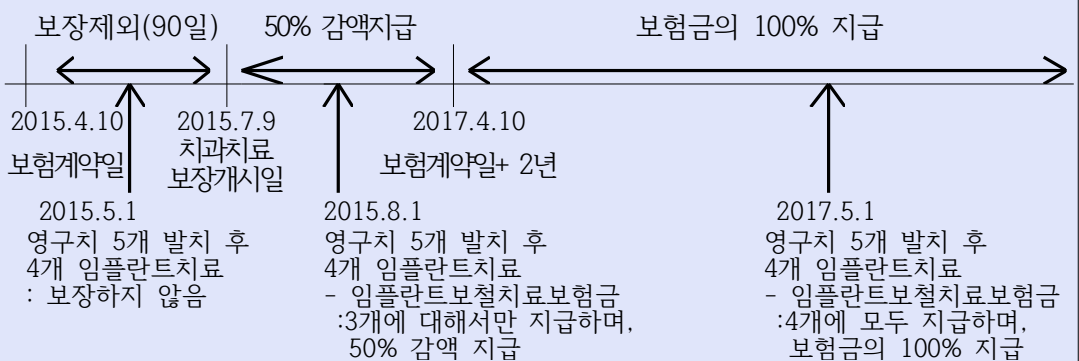 보장제외(90일) 50% 감액지급 보험금의 100% 지급
2015.4.10 2015.7.9 2017.4.10
보험계약일 치과치료 보장개시일 보험계약일+ 2년
2015.5.1
영구치 5개 발치 후
4개 임플란트치료
: 보장하지 않음
2015.8.1
영구치 5개 발치 후
4개 임플란트치료
- 임플란트보철치료보험금
:3개에 대해서만 지급하며,
50% 감액 지급
2017.5.1
영구치 5개 발치 후
4개 임플란트치료
- 임플란트보철치료보험금
:4개에 모두 지급하며,
보험금의 100% 지급